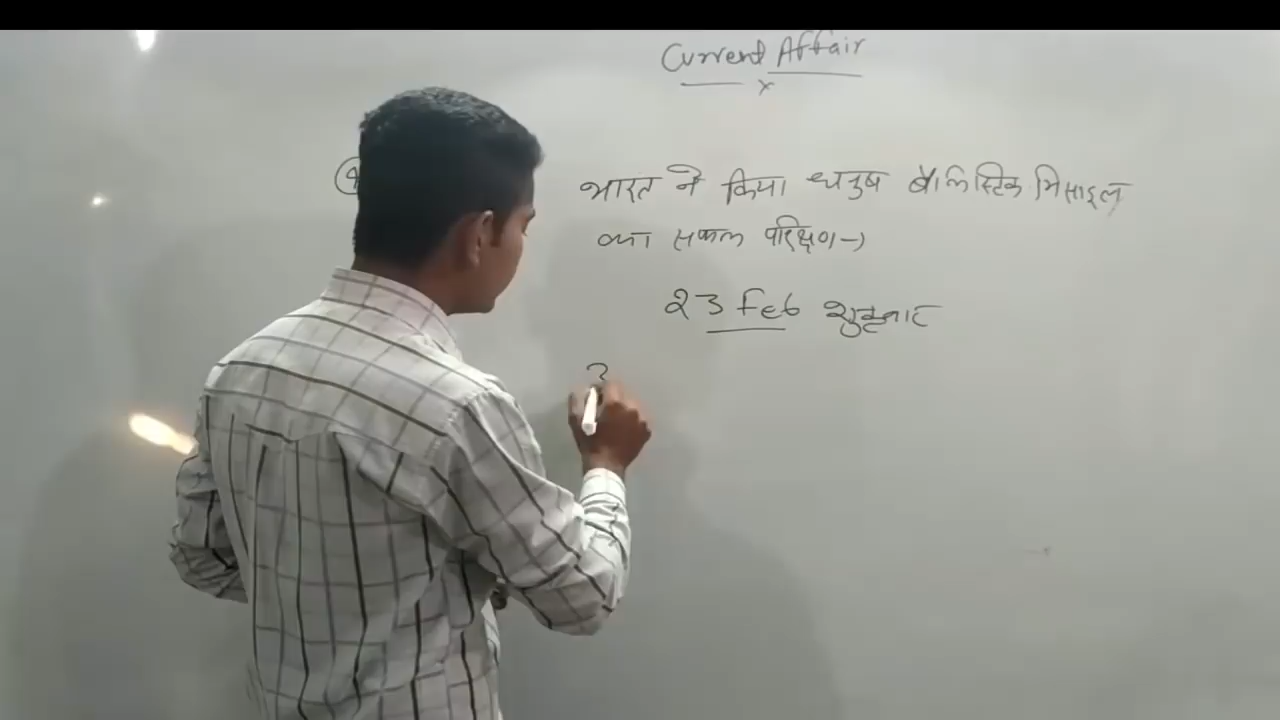 Current Affair
x
भारत ने किया धनुष बैलिस्टिक मिसाइल
का सफल परिक्षण→
23 Feb शुक्रवार